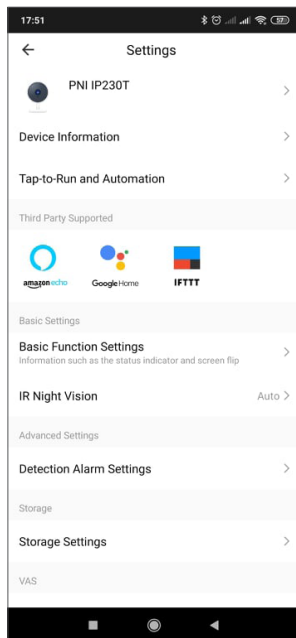 17:51
57
Settings
PNI IP230T
Device Information
Tap-to-Run and Automation
Third Party Supported
amazon echo
Google Home
IFTTT
Basic Settings
Basic Function Settings
Information such as the status indicator and screen flip
IR Night Vision
Auto
Advanced Settings
Detection Alarm Settings
Storage
Storage Settings
VAS